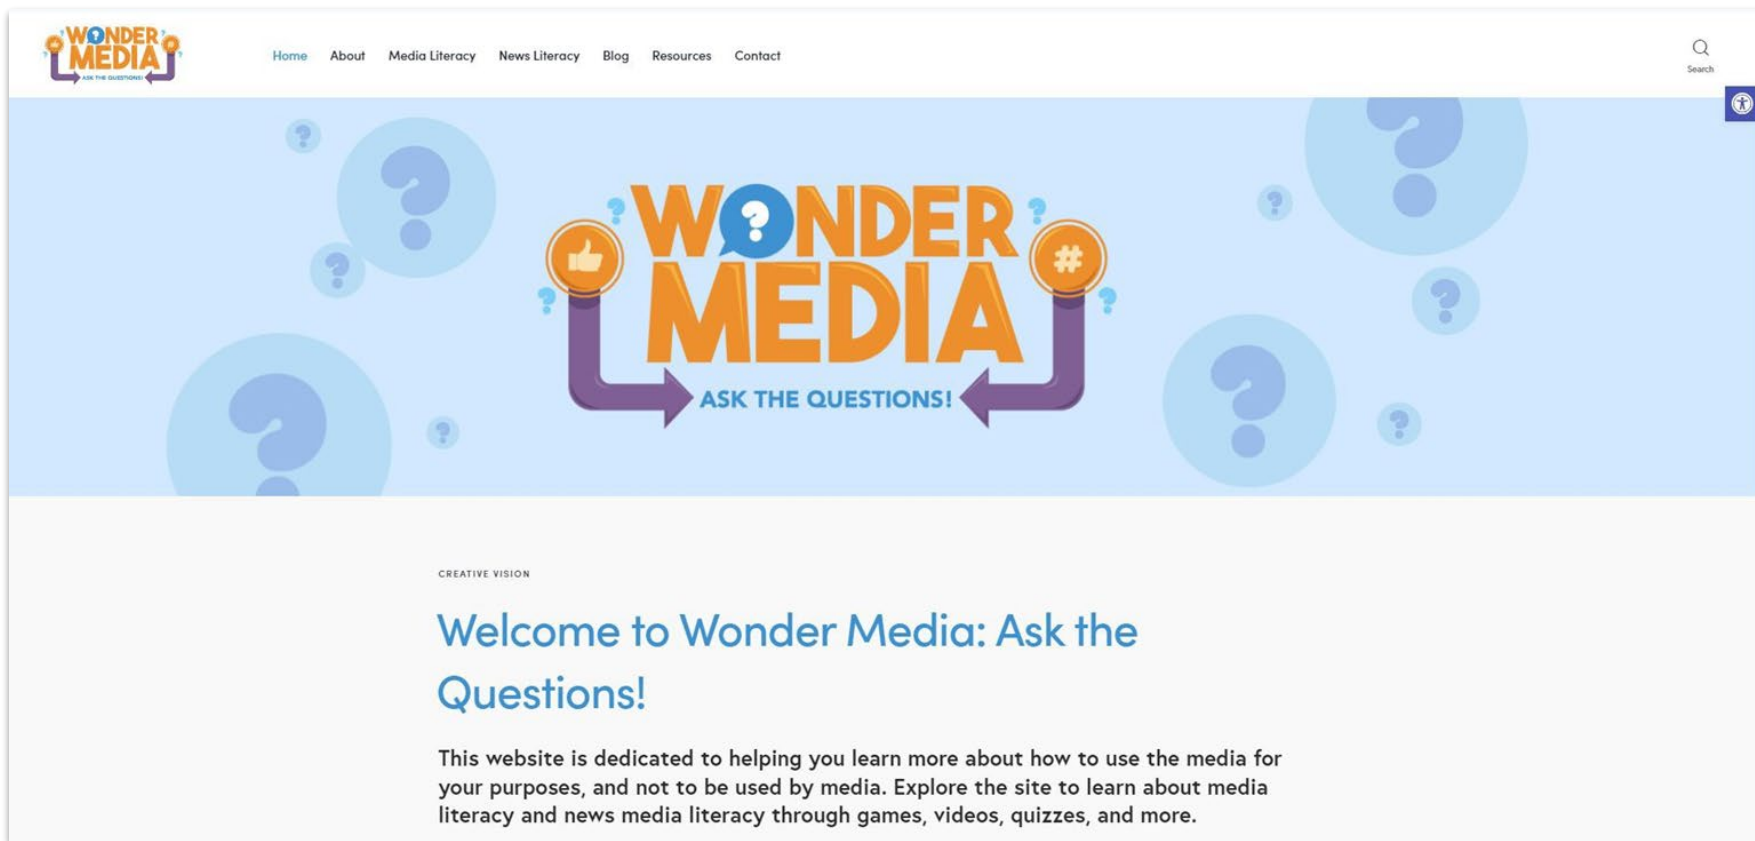 WONDER
MEDIA
ASK THE QUESTIONS!
Home About Media Literacy News Literacy Blog Resources Contact
Search
WONDER
MEDIA
ASK THE QUESTIONS!
CREATIVE VISION
Welcome to Wonder Media: Ask the
Questions!
This website is dedicated to helping you learn more about how to use the media for
your purposes, and not to be used by media. Explore the site to learn about media
literacy and news media literacy through games, videos, quizzes, and more.